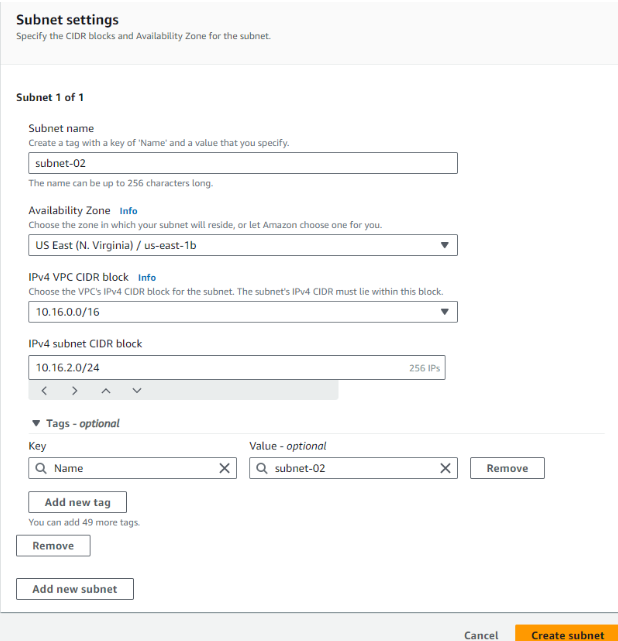 Subnet settings
Specify the CIDR blocks and Availability Zone for the subnet.
Subnet 1 of 1
Subnet name
Create a tag with a key of 'Name' and a value that you specify.
subnet-02
The name can be up to 256 characters long.
Availability Zone Info
Choose the zone in which your subnet will reside, or let Amazon choose one for you.
US East (N. Virginia) / us-east-1b
IPv4 VPC CIDR block Info
Choose the VPC's IPv4 CIDR block for the subnet. The subnet's IPv4 CIDR must lie within this block.
10.16.0.0/16
IPv4 subnet CIDR block
10.16.2.0/24 256 IPs
Tags - optional
Key Value - optional
Name subnet-02 Remove
Add new tag
You can add 49 more tags.
Remove
Add new subnet
Cancel Create subnet